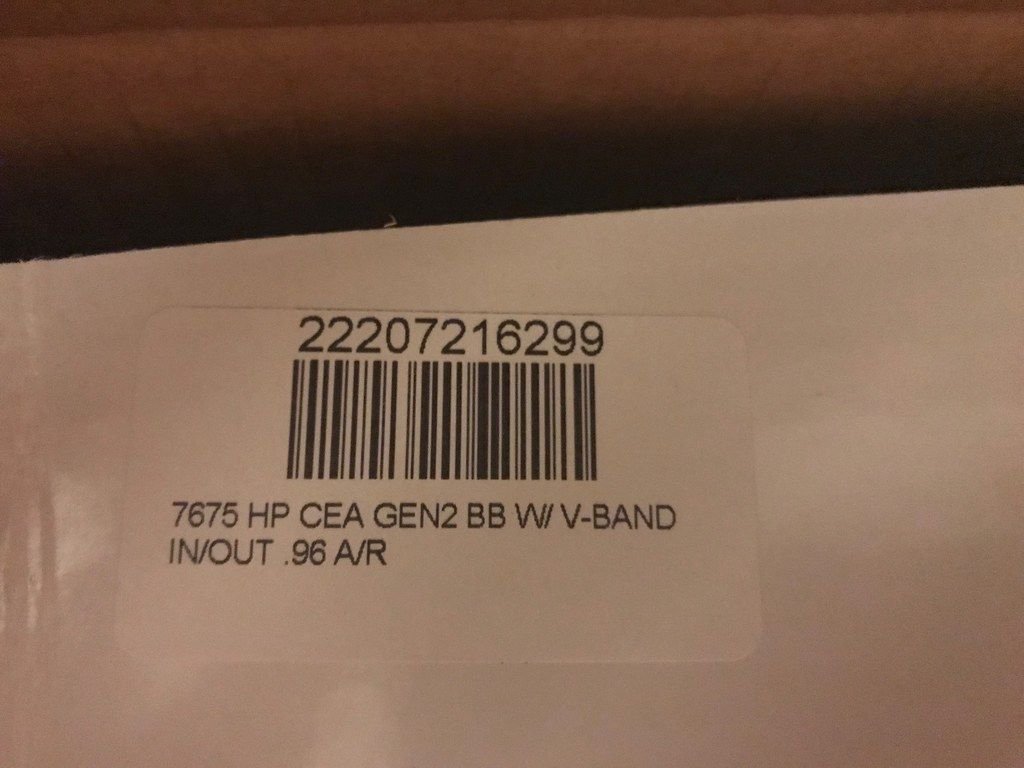 22207216299
7675 HP CEA GEN2 BB W/ V-BAND
IN/OUT .96 A/R